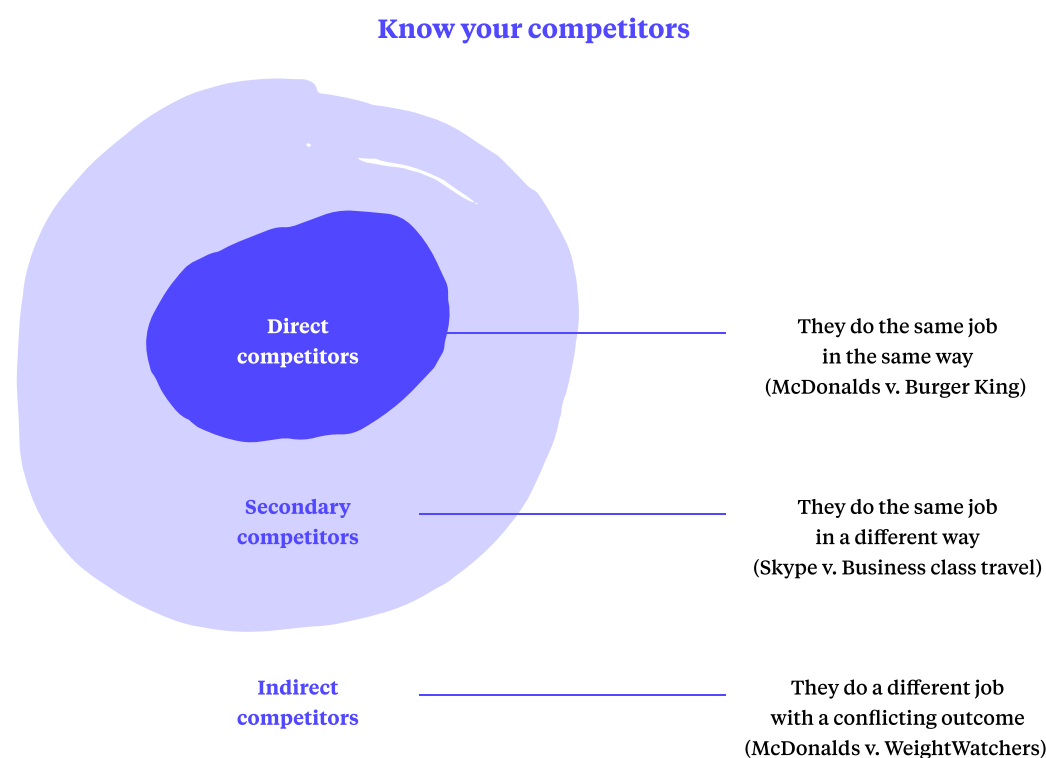 Know your competitors
Direct
competitors
They do the same job
in the same way
(McDonalds v. Burger King)
Secondary
competitors
They do the same job
in a different way
(Skype v. Business class travel)
Indirect
competitors
They do a different job
with a conflicting outcome
(McDonalds v. WeightWatchers)